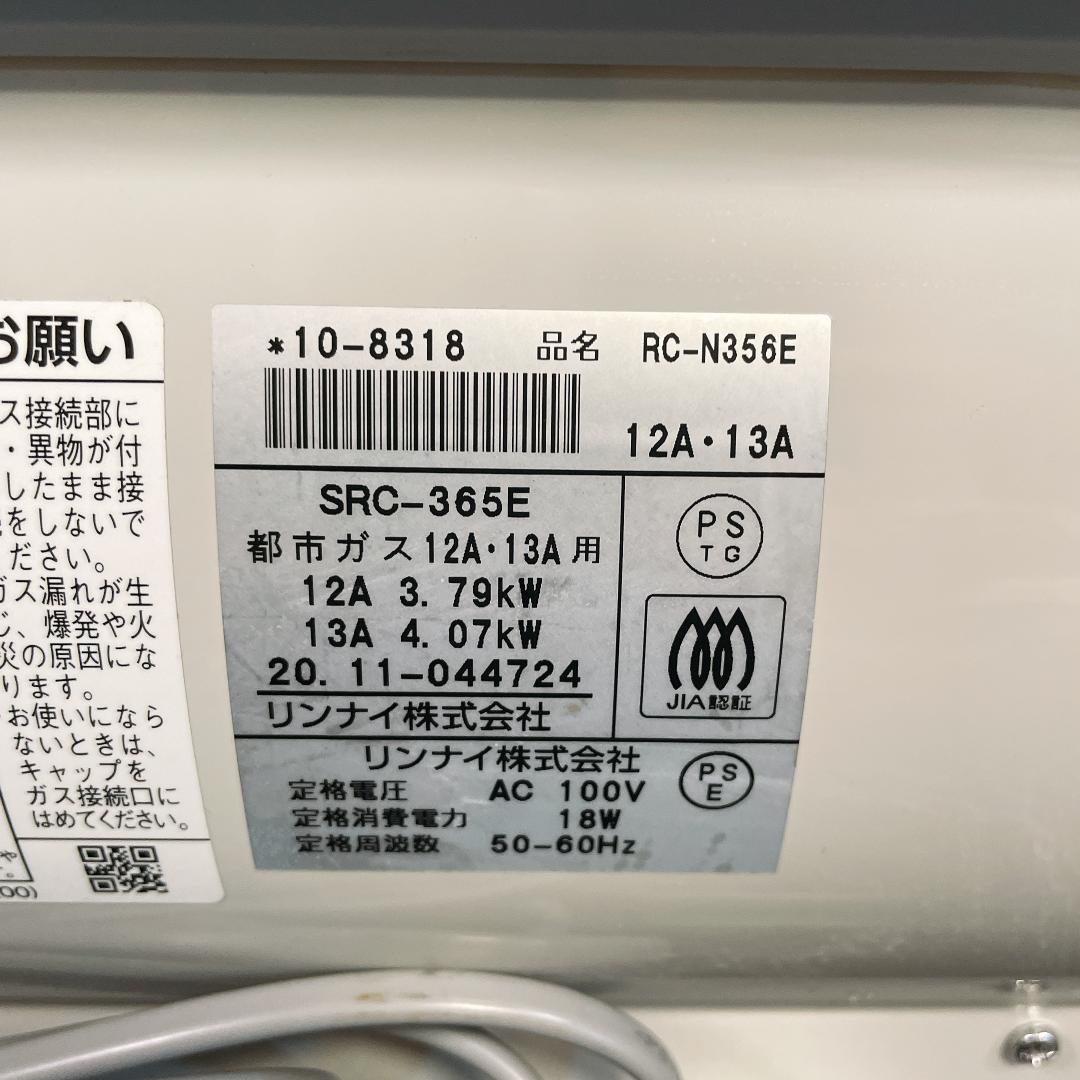 お願い
ス接続部に
・異物が付
したまま接
をしないで
ください。
ガス漏れが生
じ、爆発や火
災の原因にな
ります。
お使いになら
ないときは、
キャップを
ガス接続口に
はめてください。
*10-8318 品名 RC-N356E
12A・13A
SRC-365E
都市ガス12A・13A用
12A 3.79kW
13A 4.07kW
20.11-044724
リンナイ株式会社
PS
TG
JIA認証
リンナイ株式会社
定格電圧 AC 100V
定格消費電力 18W
定格周波数 50-60Hz
PS
E